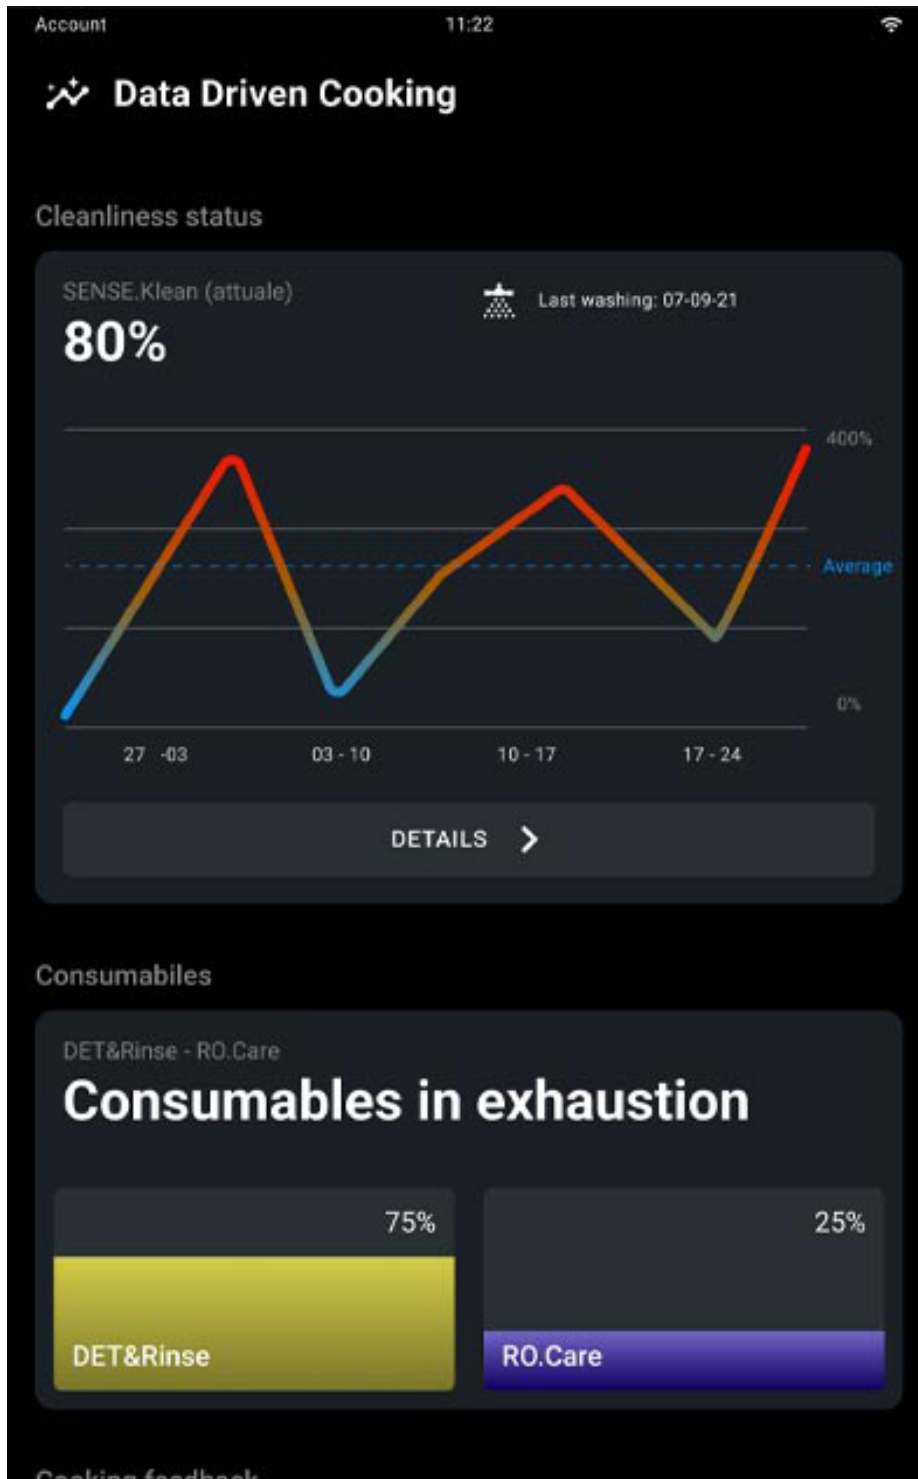 Account 11:22
Data Driven Cooking
Cleanliness status
SENSE.Klean (attuale)
80%
Last washing: 07-09-21
400%
Average
0%
27 -03 03 - 10 10 - 17 17 - 24
DETAILS
Consumabiles
DET&Rinse - RO.Care
Consumables in exhaustion
75%
DET&Rinse
25%
RO.Care
Cooking feedback